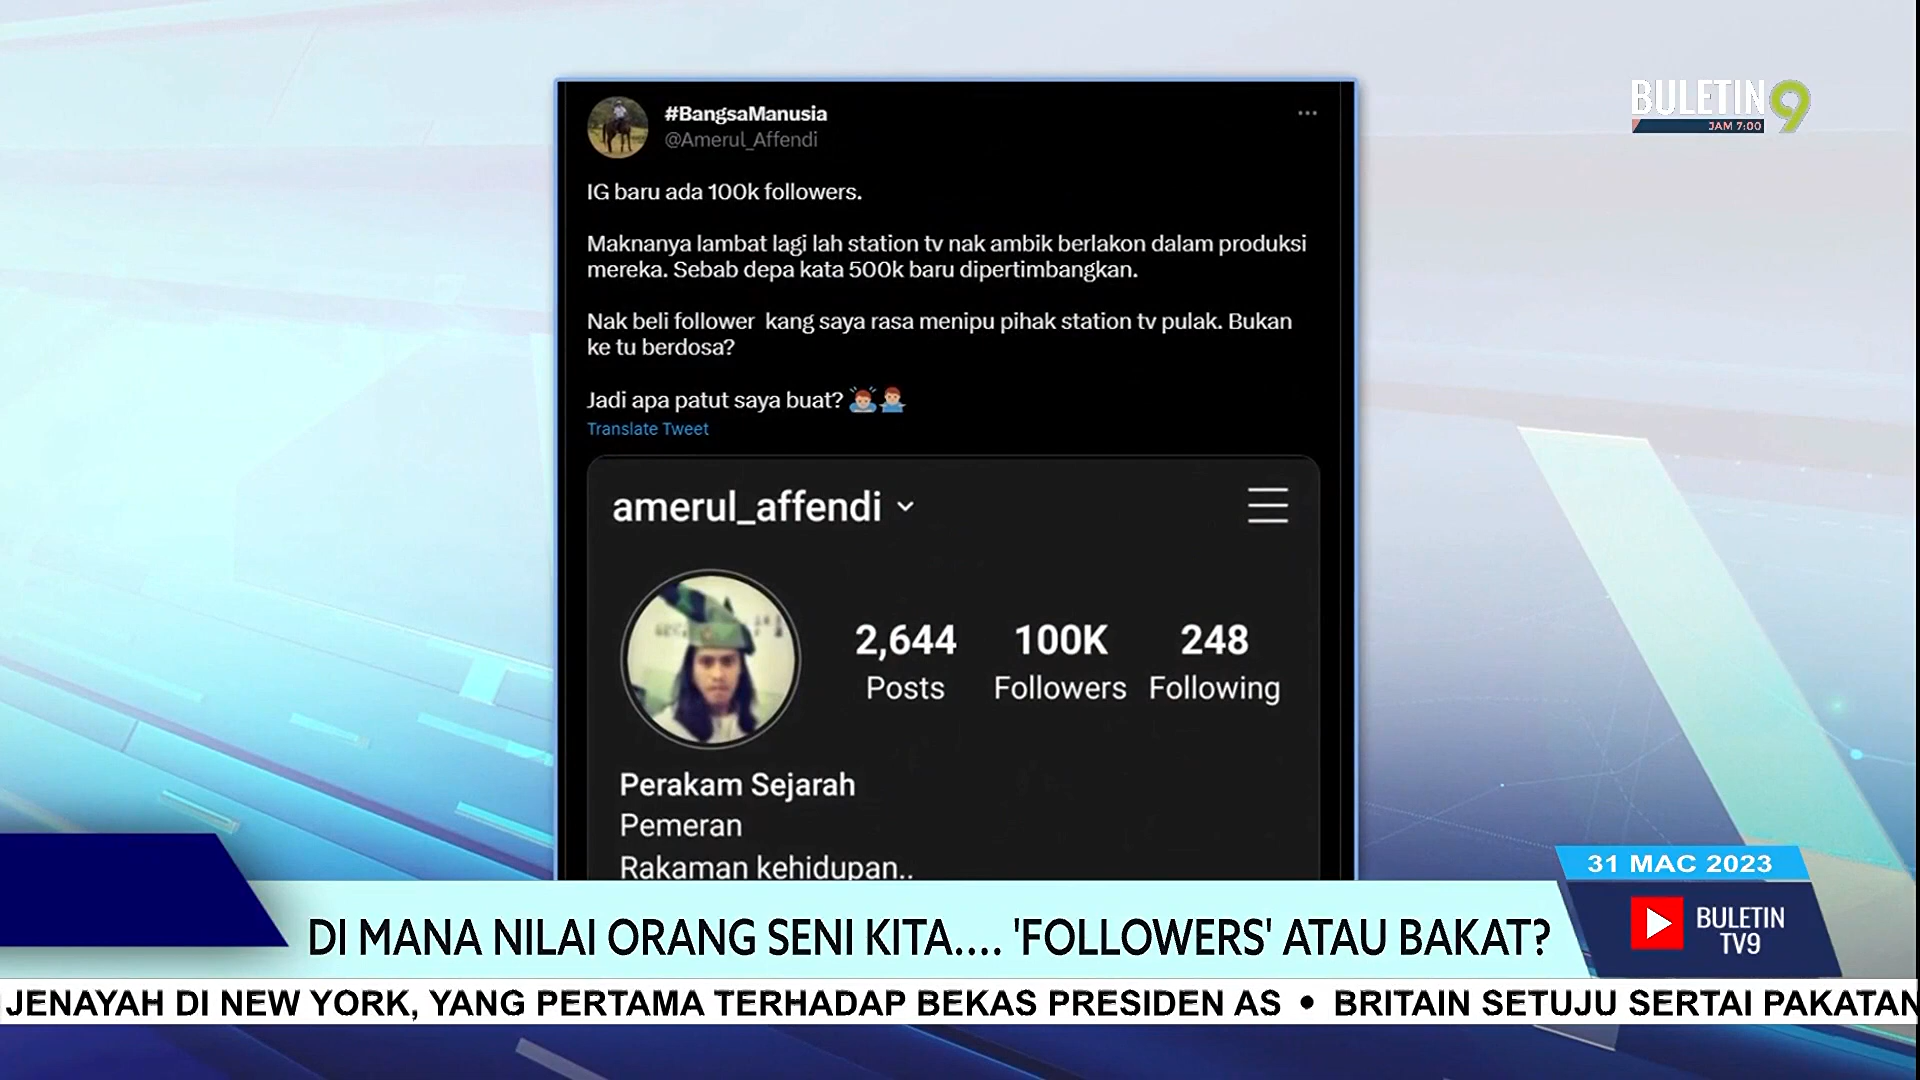 BULETIN 9
JAM 7:00
#BangsaManusia
@Amerul_Affendi
IG baru ada 100k followers.
Maknanya lambat lagi lah station tv nak ambik berlakon dalam produksi
mereka. Sebab depa kata 500k baru dipertimbangkan.
Nak beli follower kang saya rasa menipu pihak station tv pulak. Bukan
ke tu berdosa?
Jadi apa patut saya buat?
Translate Tweet
amerul_affendi
2,644 100K 248
Posts Followers Following
Perakam Sejarah
Pemeran
Rakaman kehidupan..
31 MAC 2023
DI MANA NILAI ORANG SENI KITA.... 'FOLLOWERS' ATAU BAKAT?
BULETIN
TV9
JENAYAH DI NEW YORK, YANG PERTAMA TERHADAP BEKAS PRESIDEN AS • BRITAIN SETUJU SERTAI PAKATAN